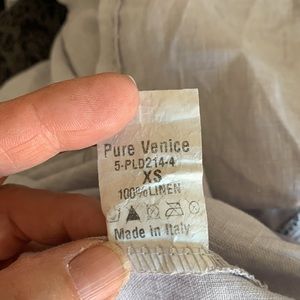 Pure Venice
5-PLD214-4
XS
100%LINEN
Made in Italy